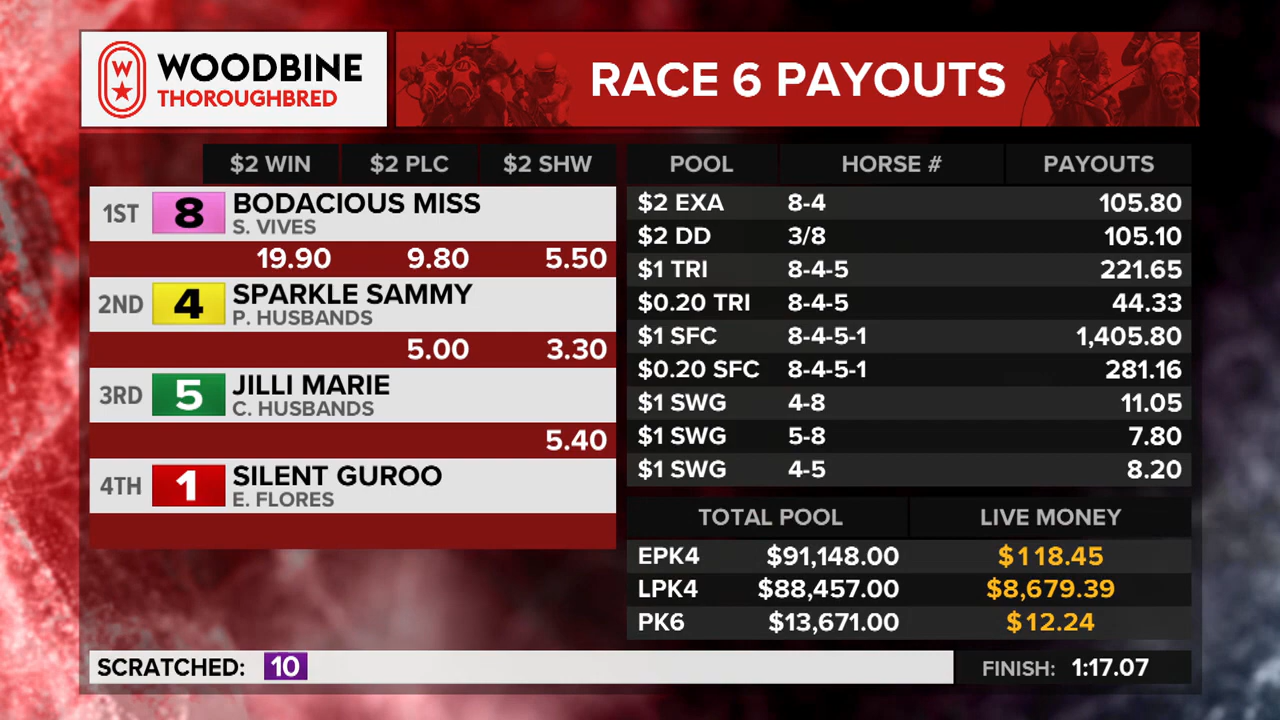 W
WOODBINE
THOROUGHBRED
RACE 6 PAYOUTS
$2 WIN $2 PLC $2 SHW
1ST 8 BODACIOUS MISS
S. VIVES
19.90 9.80 5.50
2ND 4 SPARKLE SAMMY
P. HUSBANDS
5.00 3.30
3RD 5 JILLI MARIE
C. HUSBANDS
5.40
4TH 1 SILENT GUROO
E. FLORES
POOL HORSE # PAYOUTS
$2 EXA 8-4 105.80
$2 DD 3/8 105.10
$1 TRI 8-4-5 221.65
$0.20 TRI 8-4-5 44.33
$1 SFC 8-4-5-1 1,405.80
$0.20 SFC 8-4-5-1 281.16
$1 SWG 4-8 11.05
$1 SWG 5-8 7.80
$1 SWG 4-5 8.20
TOTAL POOL LIVE MONEY
EPK4 $91,148.00 $118.45
LPK4 $88,457.00 $8,679.39
PK6 $13,671.00 $12.24
SCRATCHED: 10
FINISH: 1:17.07